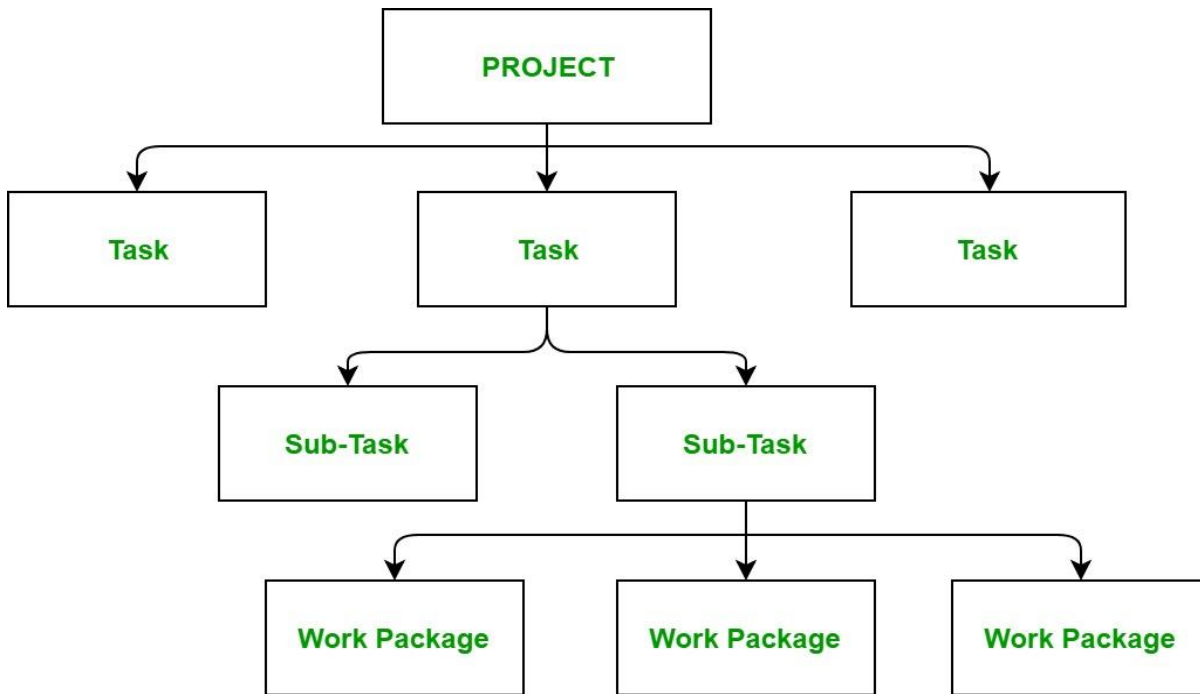 PROJECT
Task
Task
Task
Sub-Task
Sub-Task
Work Package
Work Package
Work Package